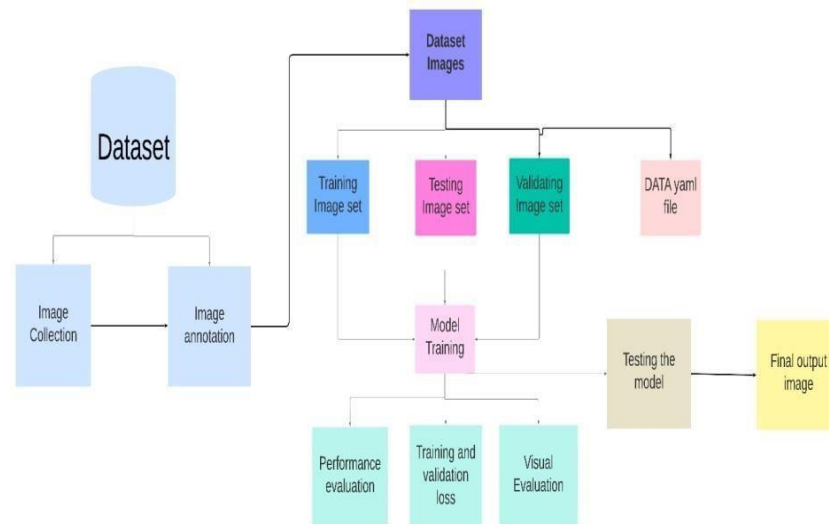 Dataset
Images
Dataset
Training
Image set
Testing
Image set
Validating
Image set
DATA yaml
file
Image
Collection
Image
annotation
Model
Training
Testing the
model
Final output
image
Performance
evaluation
Training and
validation
loss
Visual
Evaluation